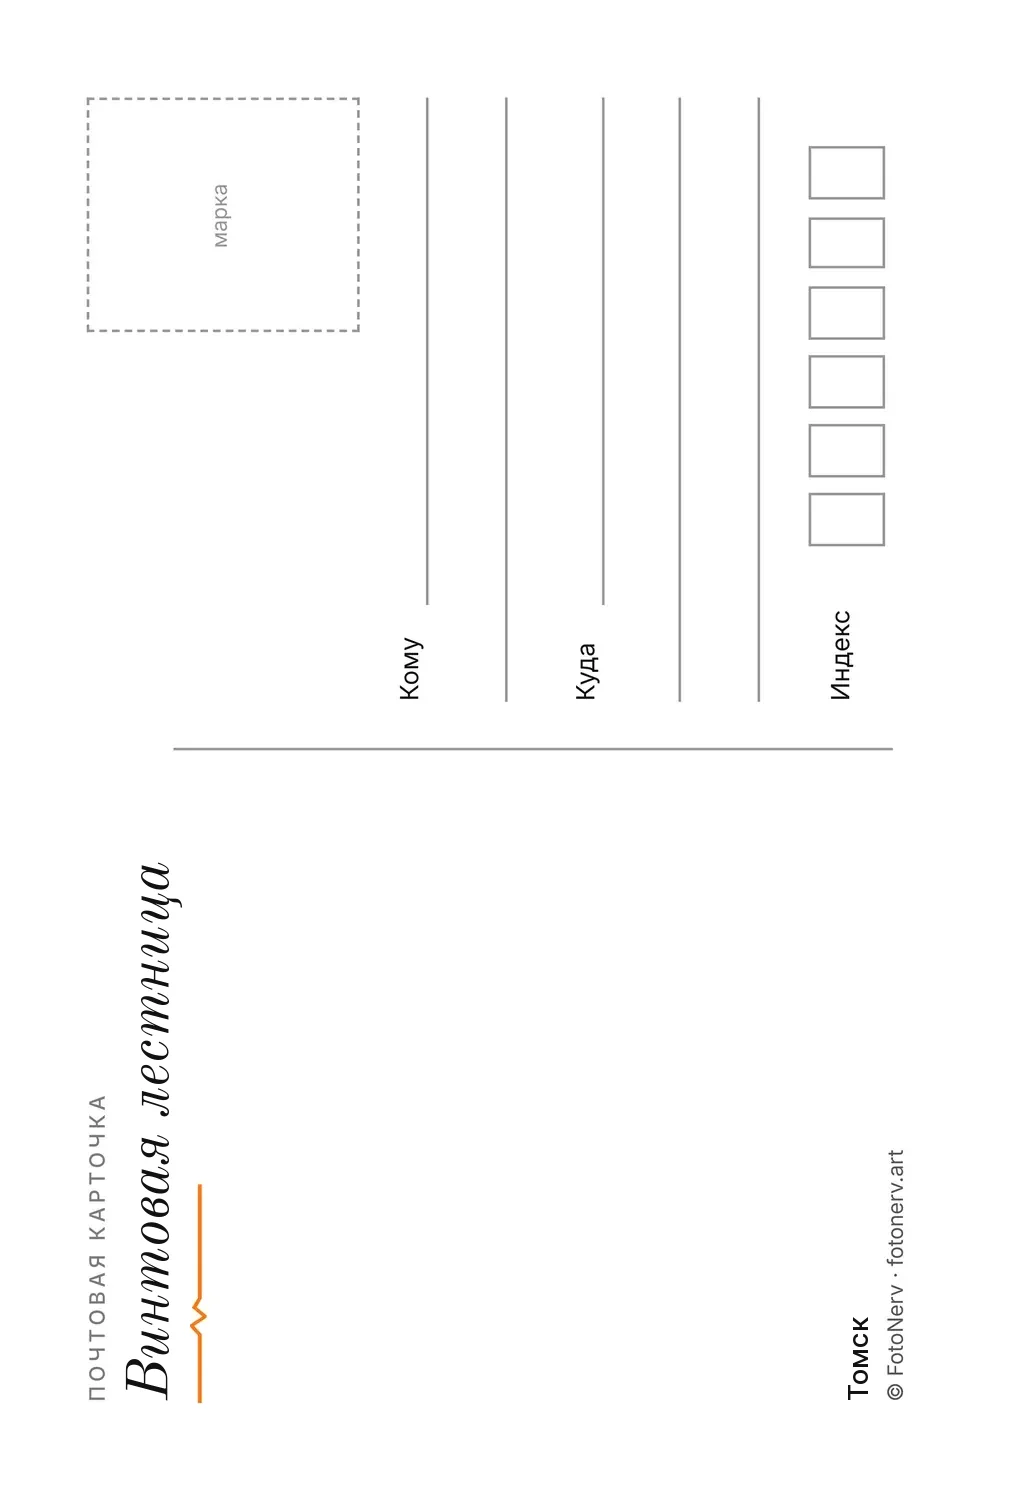 ПОЧТОВАЯ КАРТОЧКА
Винтовая лестница
марка
Кому
Куда
Индекс
Томск
© FotoNerv · fotonerv.art